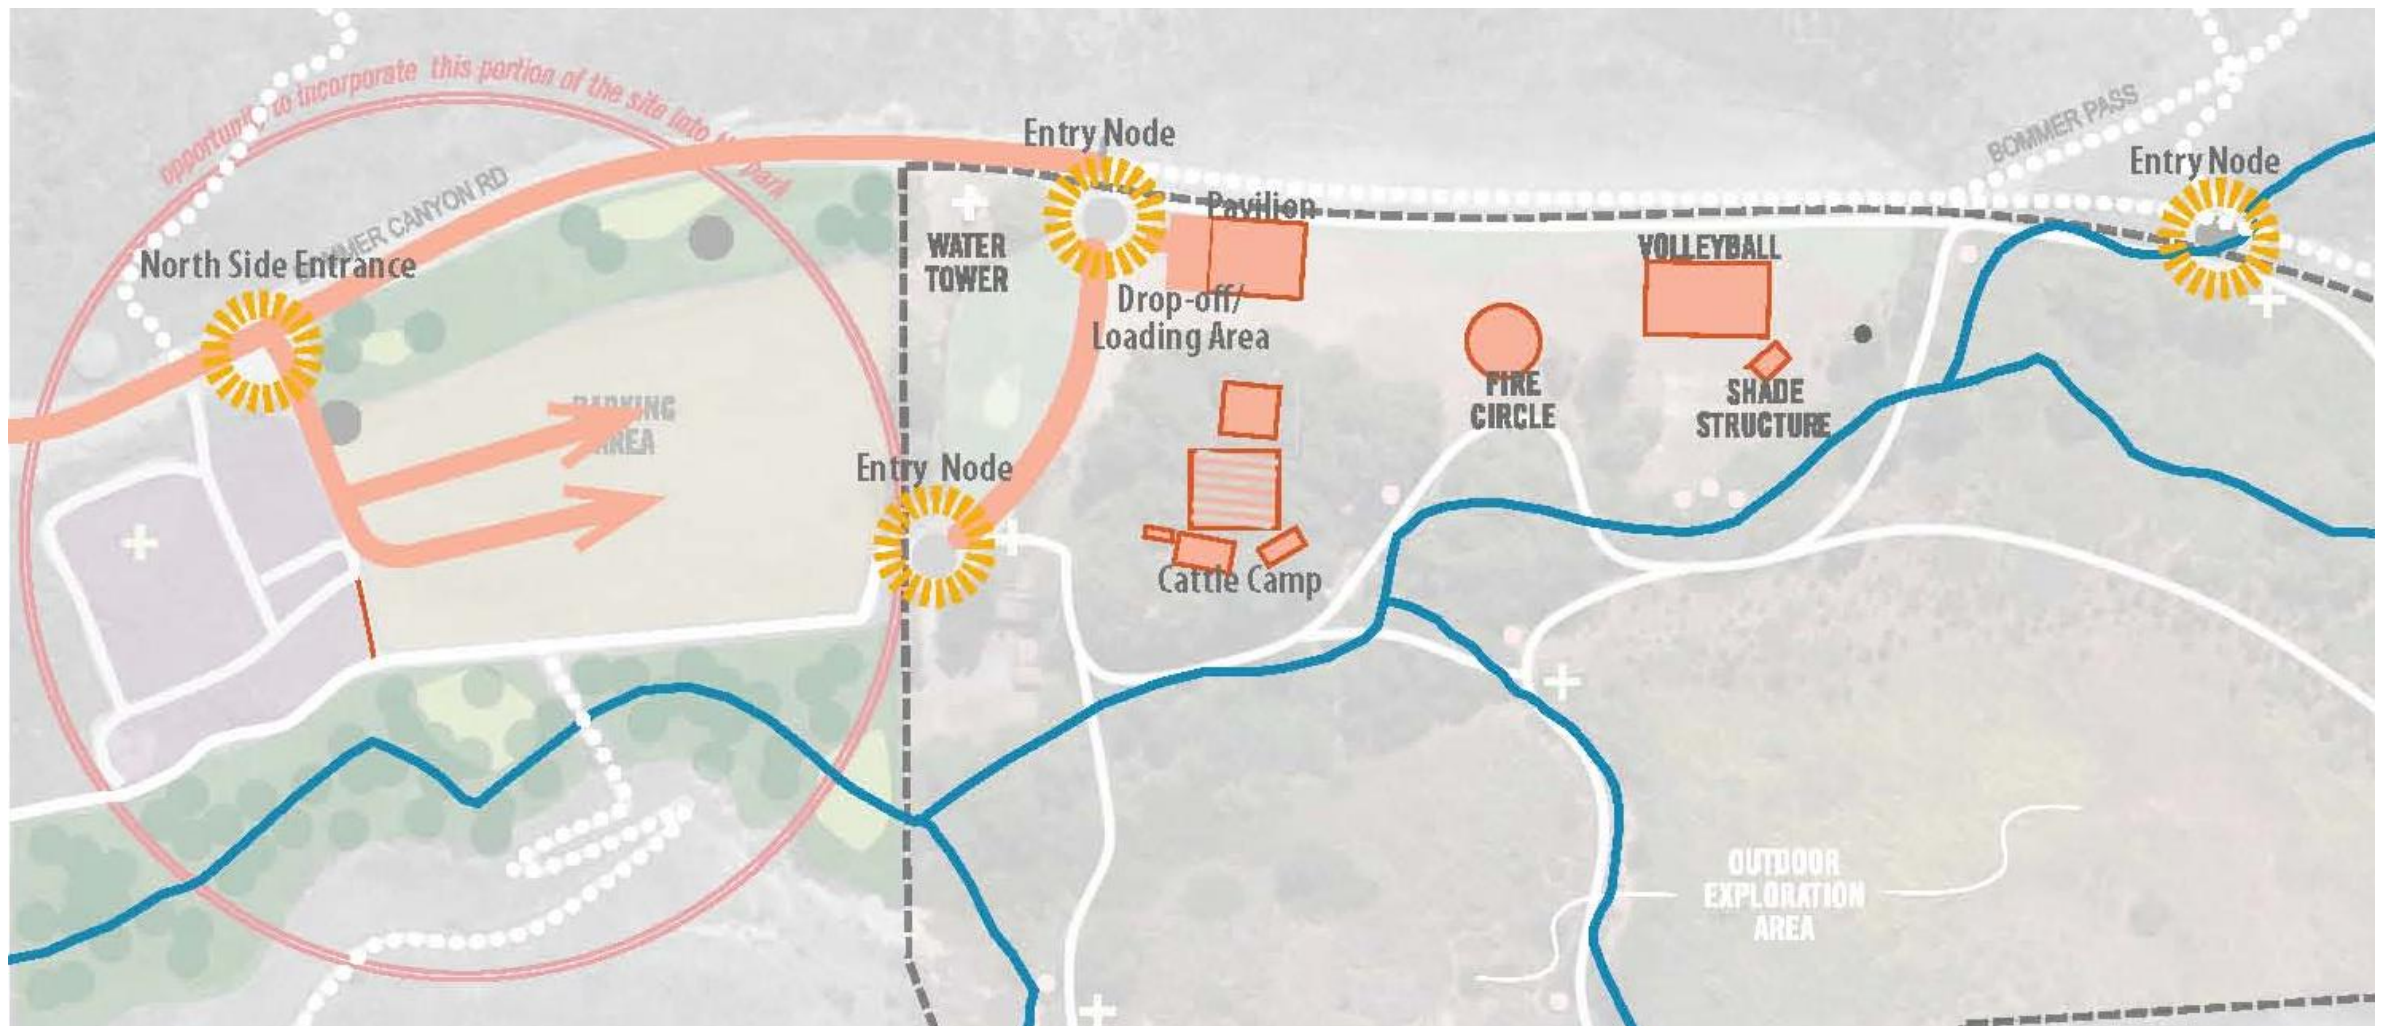 opportunity to incorporate this portion of the site into the park
Entry Node
BOMMER PASS
Entry Node
BOMMER CANYON RD
Pavilion
North Side Entrance
WATER
TOWER
VOLLEYBALL
Drop-off/
Loading Area
PARKING
AREA
FIRE
CIRCLE
SHADE
STRUCTURE
Entry Node
Cattle Camp
OUTDOOR
EXPLORATION
AREA